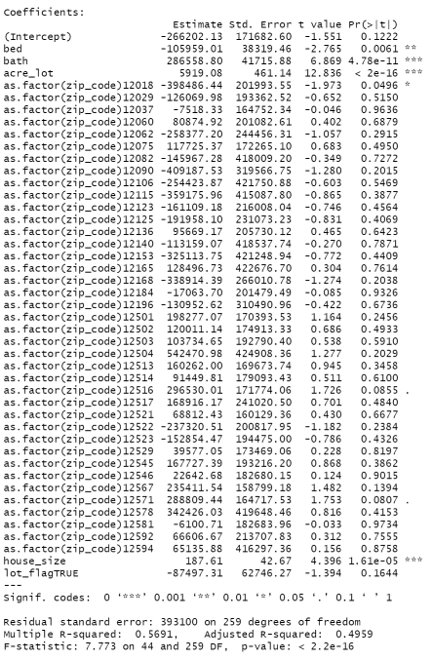 Coefficients:
Estimate Std. Error t value Pr(>|t|)
(Intercept) -266202.13 171682.60 -1.551 0.1222
bed -105959.01 38319.46 -2.765 0.0061 **
bath 286558.80 41715.88 6.869 4.78e-11 ***
acre_lot 5919.08 461.14 12.836 < 2e-16 ***
as.factor(zip_code)12018 -398486.44 201993.55 -1.973 0.0496 *
as.factor(zip_code)12029 -126069.98 193362.52 -0.652 0.5150
as.factor(zip_code)12037 -7518.33 164752.34 -0.046 0.9636
as.factor(zip_code)12060 80874.92 201082.61 0.402 0.6879
as.factor(zip_code)12062 -258377.20 244456.31 -1.057 0.2915
as.factor(zip_code)12075 117725.37 172265.10 0.683 0.4950
as.factor(zip_code)12082 -145967.28 418009.20 -0.349 0.7272
as.factor(zip_code)12090 -409187.53 319566.75 -1.280 0.2015
as.factor(zip_code)12106 -254423.87 421750.88 -0.603 0.5469
as.factor(zip_code)12115 -359175.96 415087.80 -0.865 0.3877
as.factor(zip_code)12123 -161109.18 216008.04 -0.746 0.4564
as.factor(zip_code)12125 -191958.10 231073.23 -0.831 0.4069
as.factor(zip_code)12136 95669.17 205730.12 0.465 0.6423
as.factor(zip_code)12140 -113159.07 418537.74 -0.270 0.7871
as.factor(zip_code)12153 -325113.75 421248.94 -0.772 0.4409
as.factor(zip_code)12165 128496.73 422676.70 0.304 0.7614
as.factor(zip_code)12168 -338914.39 266010.78 -1.274 0.2038
as.factor(zip_code)12184 -17063.70 201479.49 -0.085 0.9326
as.factor(zip_code)12196 -130952.62 310490.96 -0.422 0.6736
as.factor(zip_code)12501 198277.07 170393.53 1.164 0.2456
as.factor(zip_code)12502 120011.14 174913.33 0.686 0.4933
as.factor(zip_code)12503 103734.65 192790.40 0.538 0.5910
as.factor(zip_code)12504 542470.98 424908.36 1.277 0.2029
as.factor(zip_code)12513 160262.00 169673.74 0.945 0.3458
as.factor(zip_code)12514 91449.81 179093.43 0.511 0.6100
as.factor(zip_code)12516 296530.01 171774.06 1.726 0.0855 .
as.factor(zip_code)12517 168916.17 241020.50 0.701 0.4840
as.factor(zip_code)12521 68812.43 160129.36 0.430 0.6677
as.factor(zip_code)12522 -237320.51 200817.95 -1.182 0.2384
as.factor(zip_code)12523 -152854.47 194475.00 -0.786 0.4326
as.factor(zip_code)12529 39577.05 173469.06 0.228 0.8197
as.factor(zip_code)12545 167727.39 193216.20 0.868 0.3862
as.factor(zip_code)12546 22642.68 182680.15 0.124 0.9015
as.factor(zip_code)12567 235411.54 158799.18 1.482 0.1394
as.factor(zip_code)12571 288809.44 164717.53 1.753 0.0807 .
as.factor(zip_code)12578 342426.03 419648.46 0.816 0.4153
as.factor(zip_code)12581 -6100.71 182683.96 -0.033 0.9734
as.factor(zip_code)12592 66606.67 213707.83 0.312 0.7555
as.factor(zip_code)12594 65135.88 416297.36 0.156 0.8758
house_size 187.61 42.67 4.396 1.61e-05 ***
lot_flagTRUE -87497.31 62746.27 -1.394 0.1644
---
Signif. codes: 0 '***' 0.001 '**' 0.01 '*' 0.05 '.' 0.1 ' ' 1
Residual standard error: 393100 on 259 degrees of freedom
Multiple R-squared: 0.5691, Adjusted R-squared: 0.4959
F-statistic: 7.773 on 44 and 259 DF, p-value: < 2.2e-16